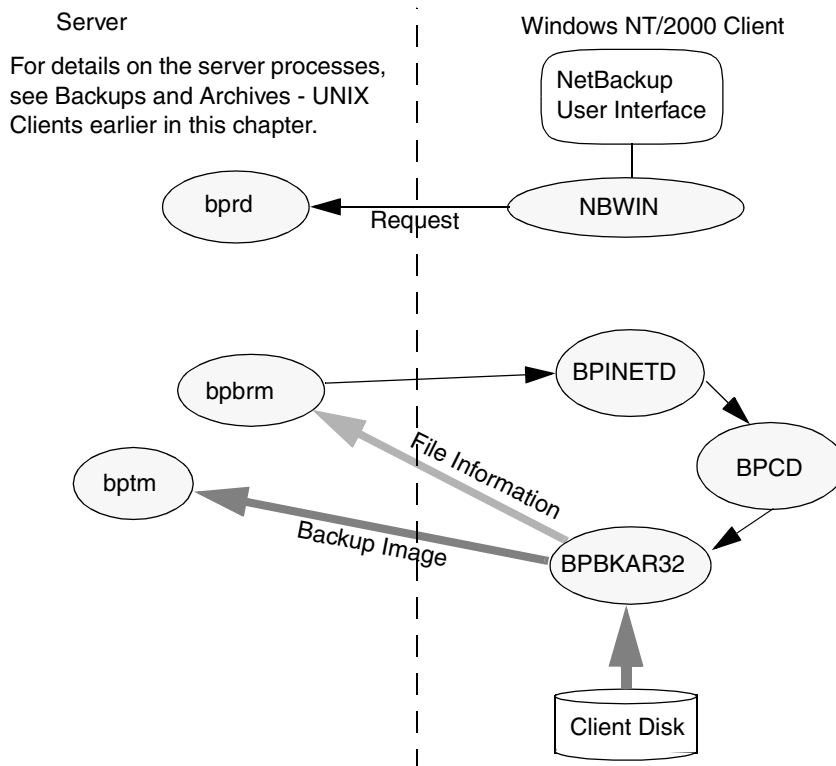 Server
Windows NT/2000 Client
For details on the server processes,
see Backups and Archives - UNIX
Clients earlier in this chapter.
NetBackup
User Interface
bprd
Request
NBWIN
bpbrm
BPINETD
File Information
bptm
BPCD
Backup Image
BPBKAR32
Client Disk